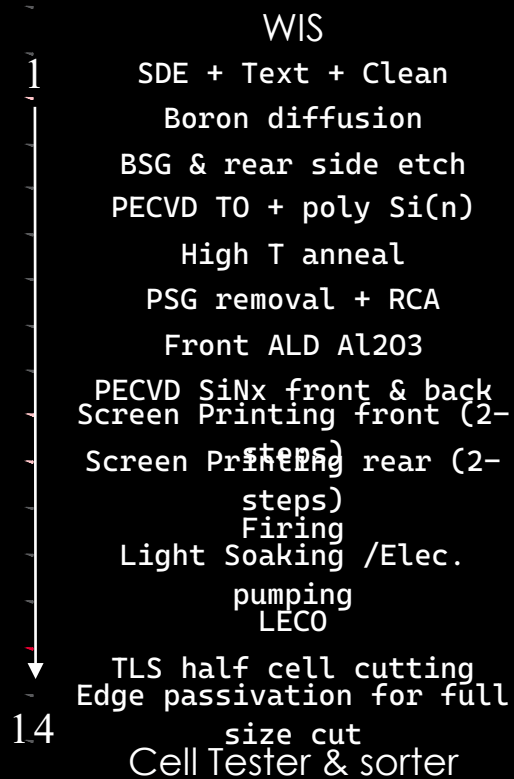 WIS
1
SDE + Text + Clean
Boron diffusion
BSG & rear side etch
PECVD TO + poly Si(n)
High T anneal
PSG removal + RCA
Front ALD Al2O3
PECVD SiNx front & back
Screen Printing front (2-
steps)
Screen Printing rear (2-
steps)
Firing
Light Soaking /Elec.
pumping
LECO
TLS half cell cutting
Edge passivation for full
size cut
14
Cell Tester & sorter